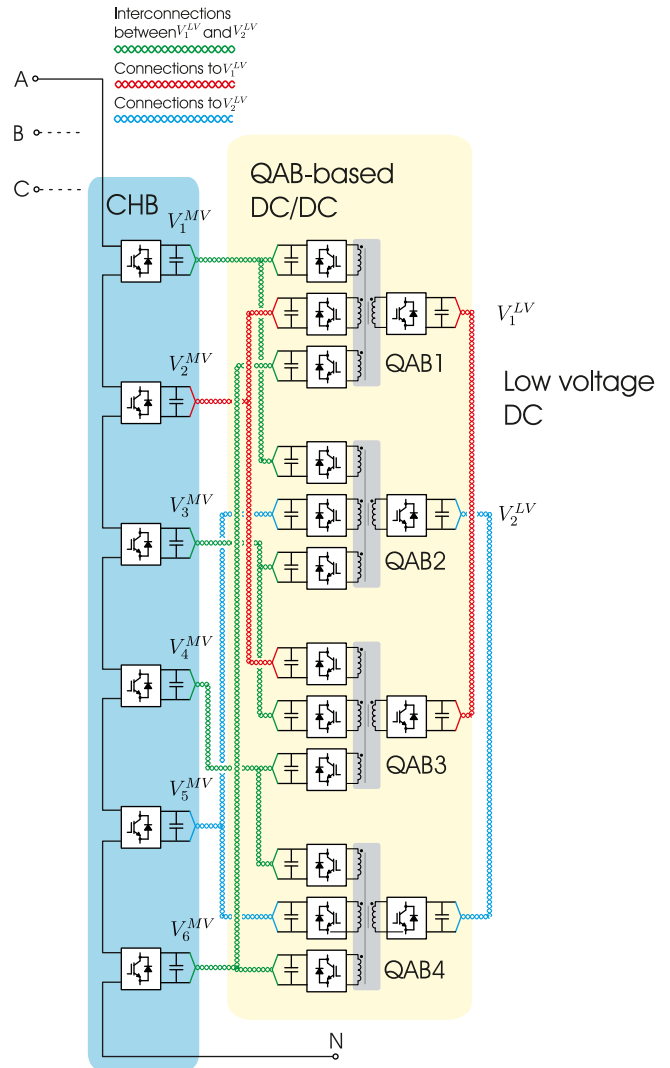 Interconnections
between V_1^{LV} and V_2^{LV}
Connections to V_1^{LV}
Connections to V_2^{LV}
A
B
C
CHB
QAB-based
DC/DC
V_1^{MV}
V_1^{LV}
V_2^{MV}
QAB1
Low voltage
DC
V_3^{MV}
V_2^{LV}
QAB2
V_4^{MV}
QAB3
V_5^{MV}
V_6^{MV}
QAB4
N